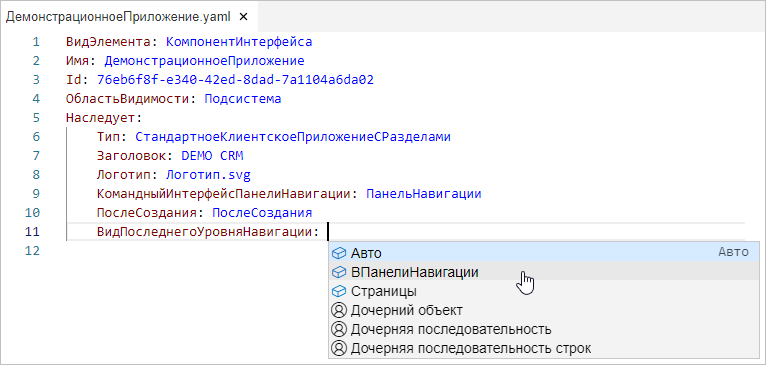 ДемонстрационноеПриложение.yaml ×
1 ВидЭлемента: КомпонентИнтерфейса
2 Имя: ДемонстрационноеПриложение
3 Id: 76eb6f8f-e340-42ed-8dad-7a1104a6da02
4 ОбластьВидимости: Подсистема
5 Наследует:
6 Тип: СтандартноеКлиентскоеПриложениеСРазделами
7 Заголовок: DEMO CRM
8 Логотип: Логотип.svg
9 КомандныйИнтерфейсПанелиНавигации: ПанельНавигации
10 ПослеСоздания: ПослеСоздания
11 ВидПоследнегоУровняНавигации:
12
Авто Авто
ВПанелиНавигации
Страницы
Дочерний объект
Дочерняя последовательность
Дочерняя последовательность строк